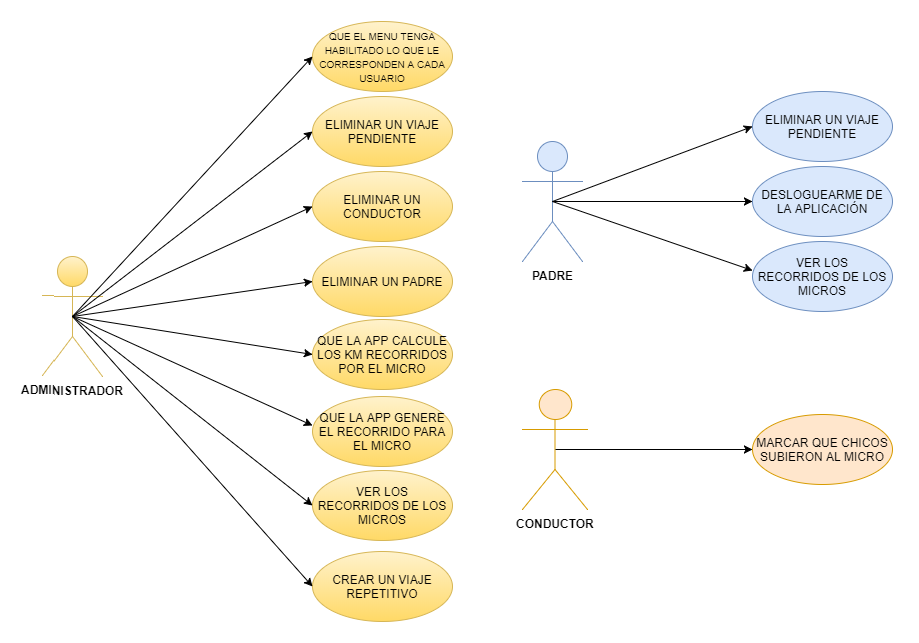 QUE EL MENU TENGA
HABILITADO LO QUE LE
CORRESPONDEN A CADA
USUARIO
ELIMINAR UN VIAJE
PENDIENTE
ELIMINAR UN
CONDUCTOR
ELIMINAR UN PADRE
QUE LA APP CALCULE
LOS KM RECORRIDOS
POR EL MICRO
QUE LA APP GENERE
EL RECORRIDO PARA
EL MICRO
VER LOS
RECORRIDOS DE LOS
MICROS
CREAR UN VIAJE
REPETITIVO
ADMINISTRADOR
ELIMINAR UN VIAJE
PENDIENTE
DESLOGUEARME DE
LA APLICACIÓN
VER LOS
RECORRIDOS DE LOS
MICROS
PADRE
MARCAR QUE CHICOS
SUBIERON AL MICRO
CONDUCTOR